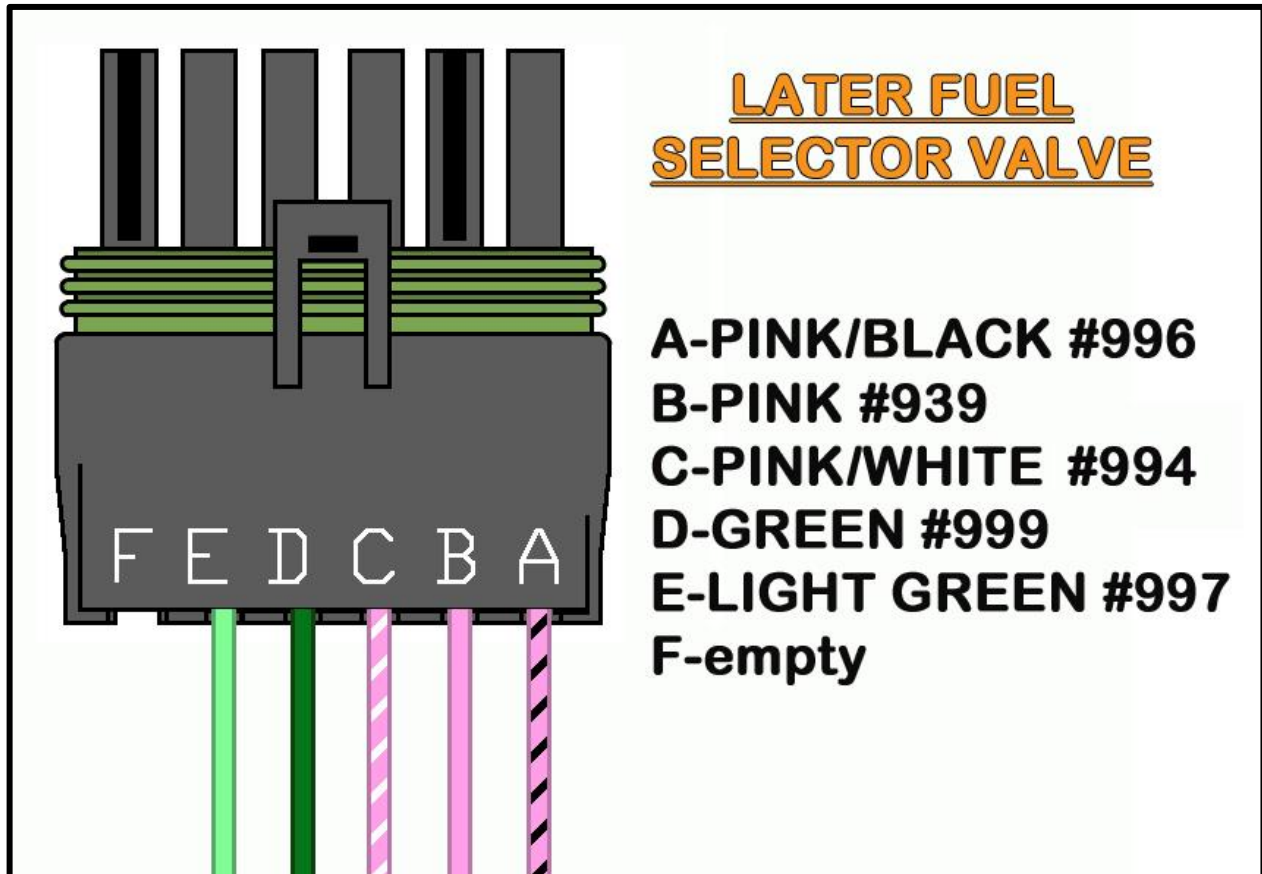 LATER FUEL
SELECTOR VALVE
A-PINK/BLACK #996
B-PINK #939
C-PINK/WHITE #994
D-GREEN #999
E-LIGHT GREEN #997
F-empty
F E D C B A